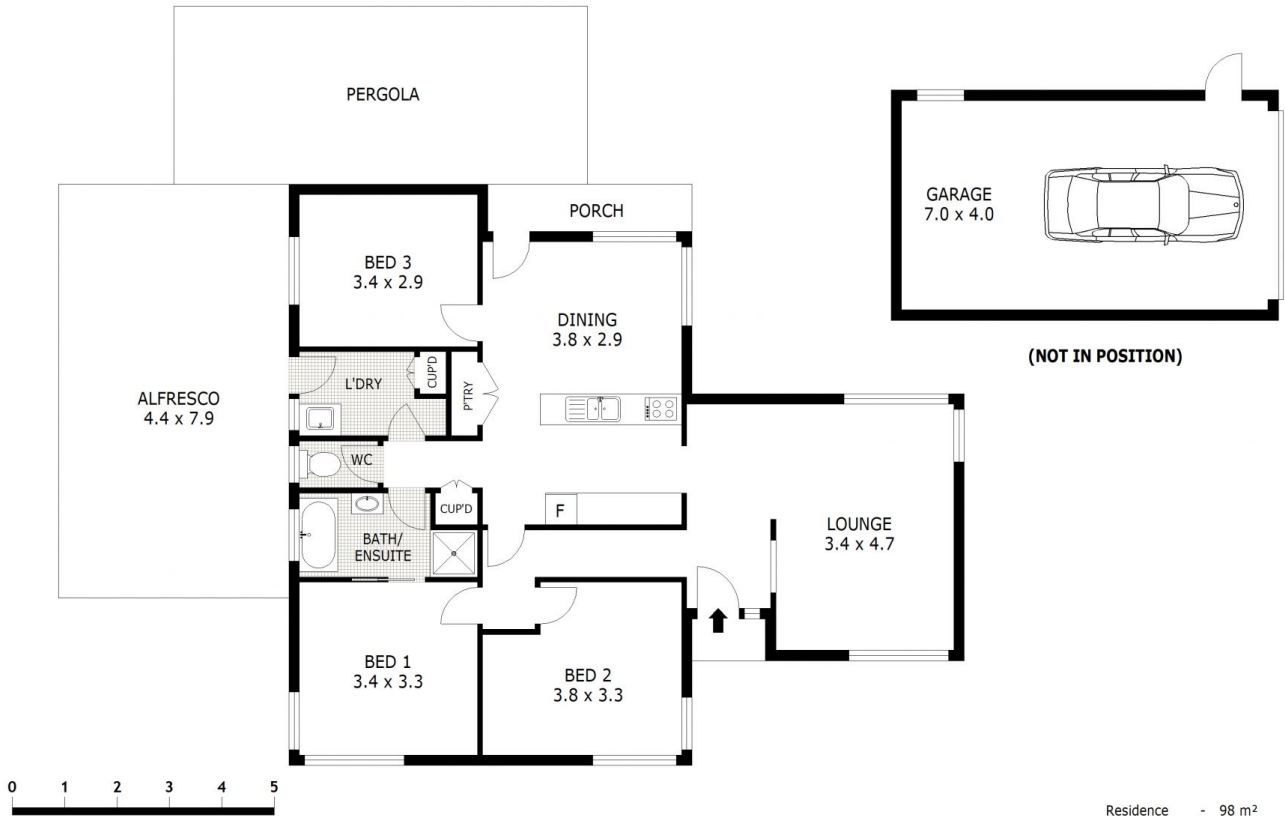 PERGOLA
GARAGE
7.0 x 4.0
(NOT IN POSITION)
PORCH
BED 3
3.4 x 2.9
DINING
3.8 x 2.9
ALFRESCO
4.4 x 7.9
L'DRY
CUP'D
P'TRY
WC
CUP'D
F
BATH/
ENSUITE
LOUNGE
3.4 x 4.7
BED 1
3.4 x 3.3
BED 2
3.8 x 3.3
0 1 2 3 4 5
Residence - 98 m²